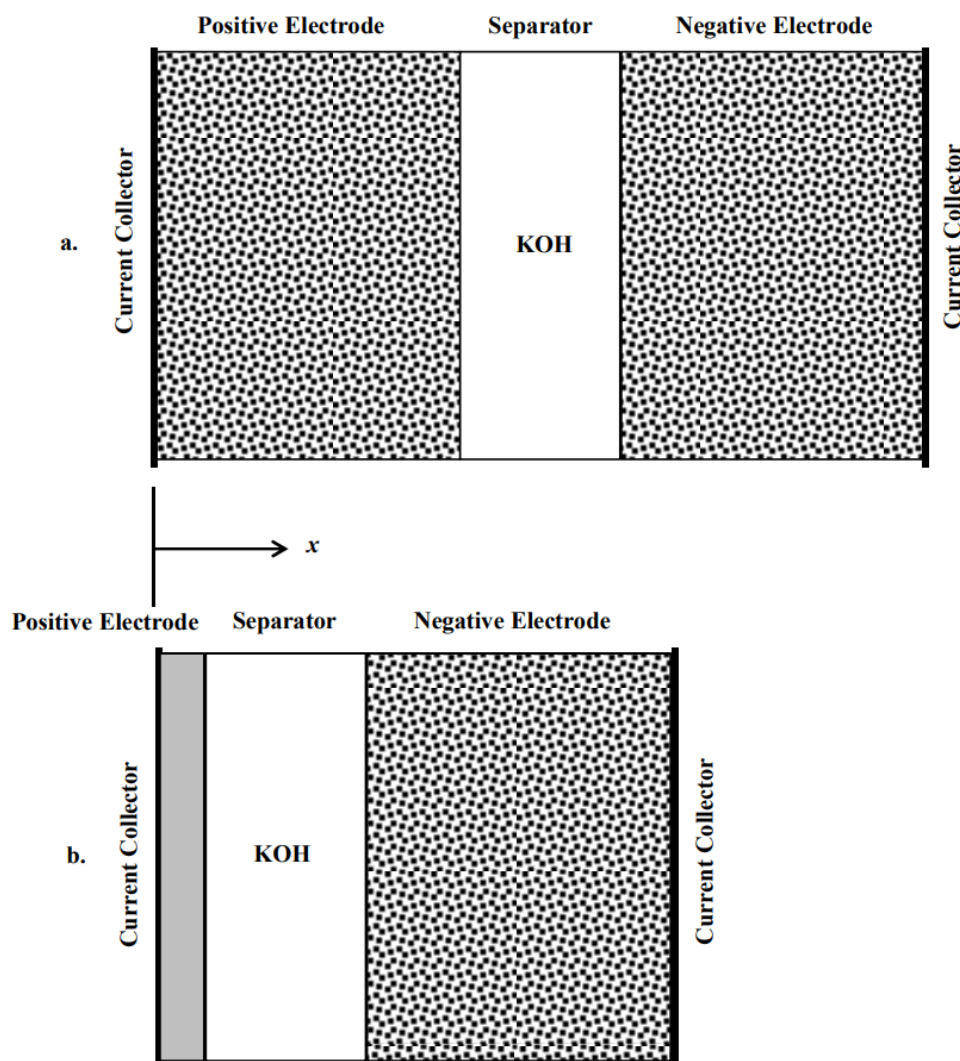 Positive Electrode Separator Negative Electrode
Current Collector
a.
KOH
Current Collector
x
Positive Electrode Separator Negative Electrode
Current Collector
b.
KOH
Current Collector